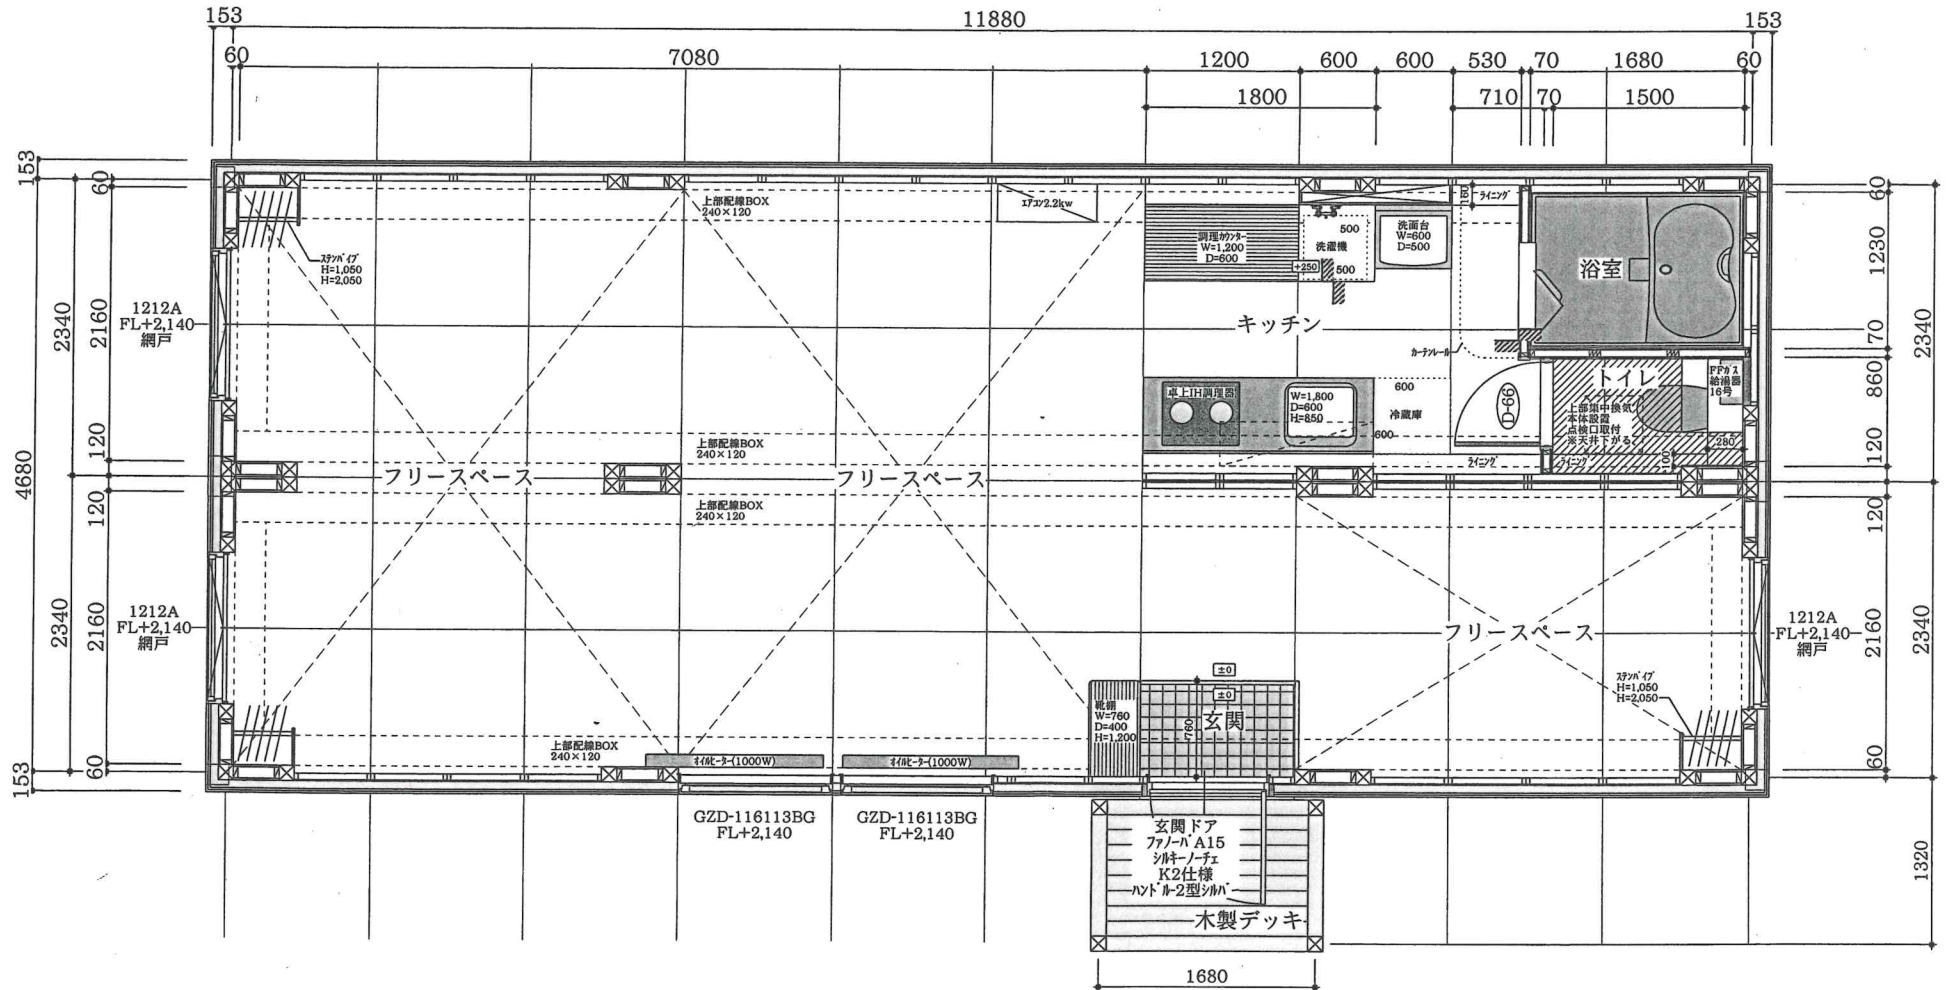 153
11880
153
60
7080
1200
600
600
530
70
1680
60
1800
710
70
1500
153
60
2340
2160
120
4680
120
2340
2160
60
153
60
1230
70
2340
860
120
120
2160
2340
60
1320
上部配線BOX
240×120
エアコン2.2kw
ステンパイプ
H=1,050
H=2,050
調理カウンター
W=1,200
D=600
500
洗濯機
+250
500
洗面台
W=600
D=500
160
ライニング
浴室
1212A
FL+2,140
網戸
キッチン
カーテンレール
卓上IH調理器
W=1,800
D=600
H=850
600
冷蔵庫
600
D-66
トイレ
上部集中換気
本体設置
点検口取付
※天井下がる
FFガス
給湯器
16号
280
上部配線BOX
240×120
ライニング
ライニング
100
フリースペース
フリースペース
上部配線BOX
240×120
1212A
FL+2,140
網戸
フリースペース
1212A
FL+2,140
網戸
±0
±0
靴棚
W=760
D=400
H=1,200
760
玄関
ステンパイプ
H=1,050
H=2,050
上部配線BOX
240×120
オイルヒーター(1000W)
オイルヒーター(1000W)
GZD-116113BG
FL+2,140
GZD-116113BG
FL+2,140
玄関ドア
ファノーバ A15
シルキーノーチェ
K2仕様
ハンドル-2型シルバー
木製デッキ
1680